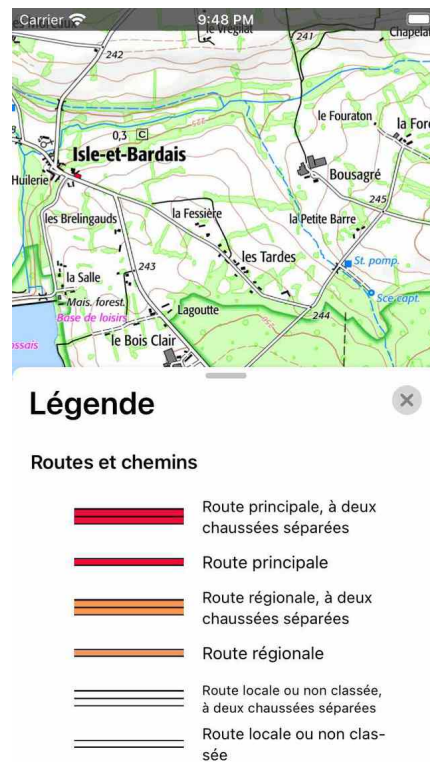 Carrier 9:48 PM
le Vregilat
241
Chapela
242
le Fouraton
la Fore
0,3 C
Isle-et-Bardais
Huilerie
Bousagré
245
les Brelingauds
la Fessière
la Petite Barre
les Tardes
St. pomp.
243
la Salle
Sce capt.
Mais. forest.
Lagoutte
244
Base de loisirs
ossais
le Bois Clair
Légende
Routes et chemins
Route principale, à deux
chaussées séparées
Route principale
Route régionale, à deux
chaussées séparées
Route régionale
Route locale ou non classée,
à deux chaussées séparées
Route locale ou non clas-
sée